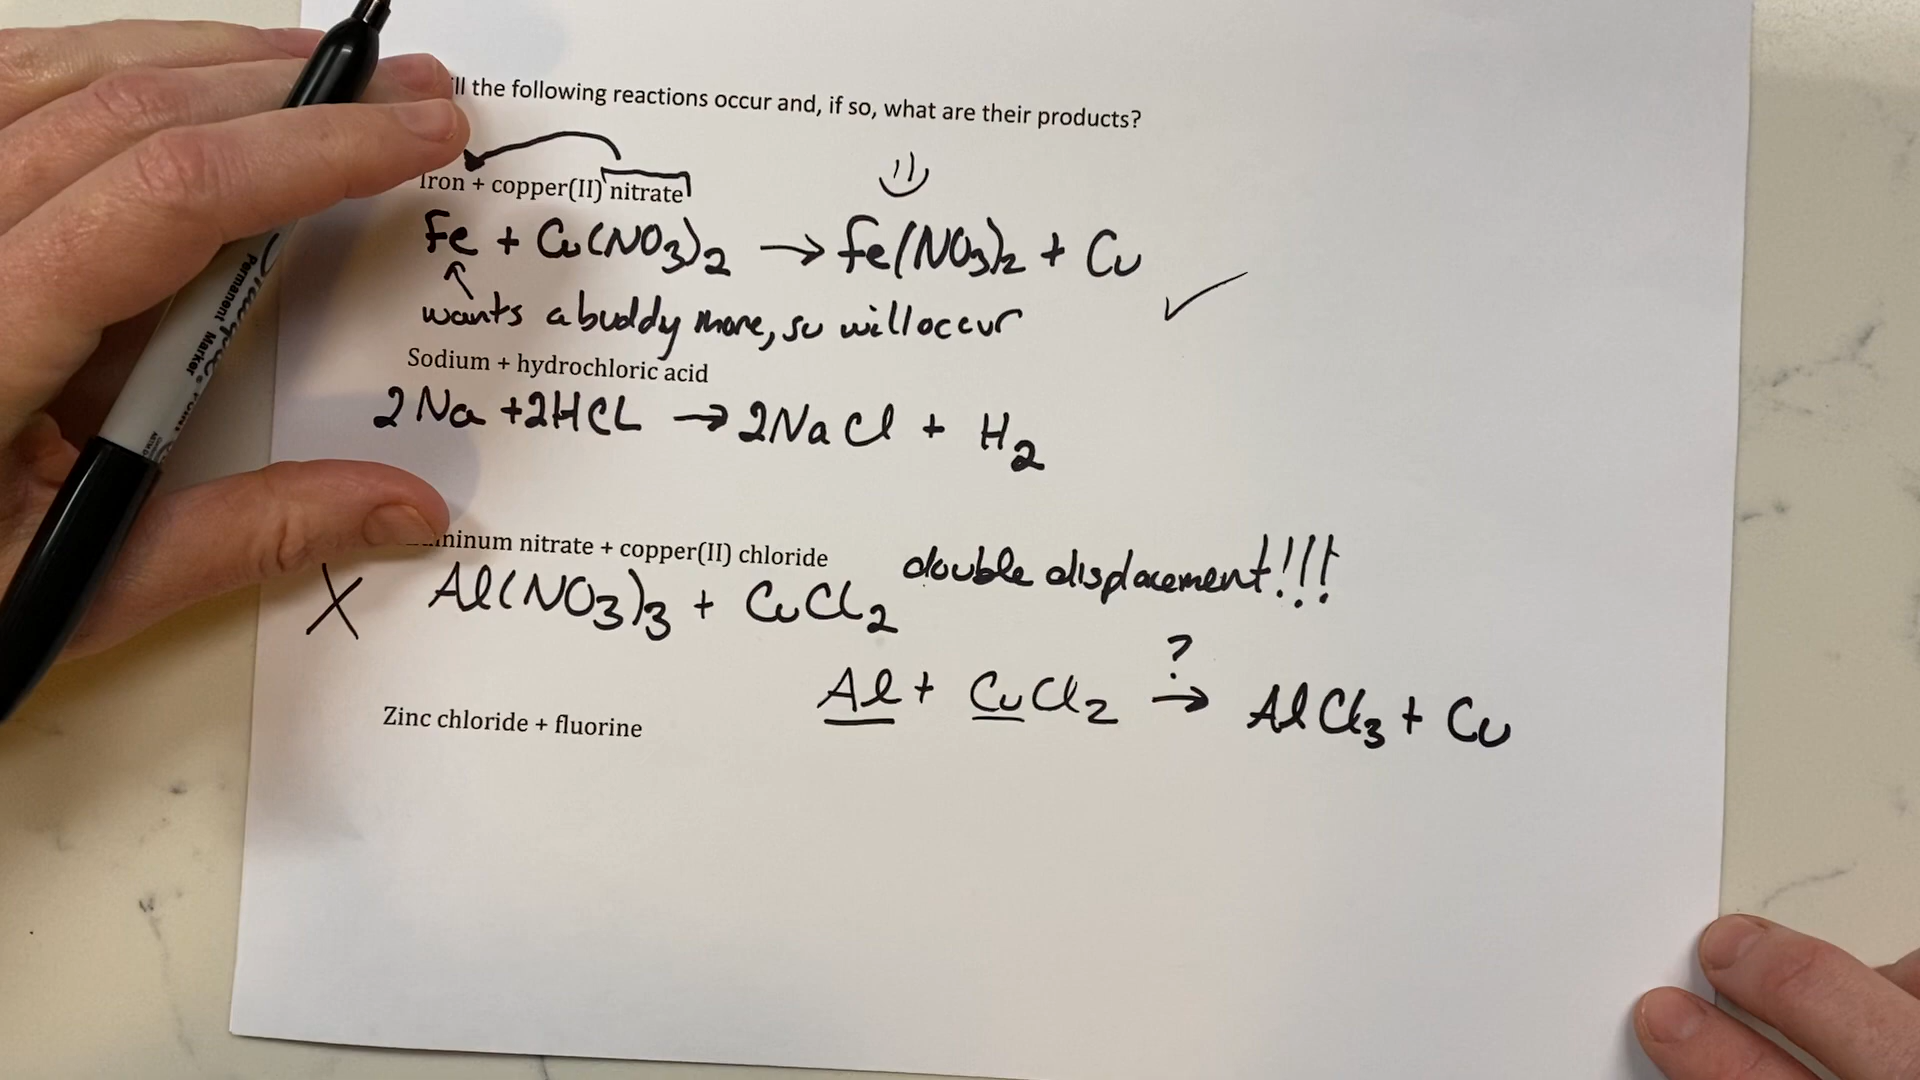 ill the following reactions occur and, if so, what are their products?
Iron + copper(II) nitrate
Fe + Cu(NO3)2 → Fe(NO3)2 + Cu
wants a buddy more, so will occur
Sodium + hydrochloric acid
2Na +2HCL → 2NaCl + H2
minum nitrate + copper(II) chloride
double displacement!!!
X Al(NO3)3 + CuCl2
?
Al + CuCl2 → AlCl3 + Cu
Zinc chloride + fluorine
Permanent Marker